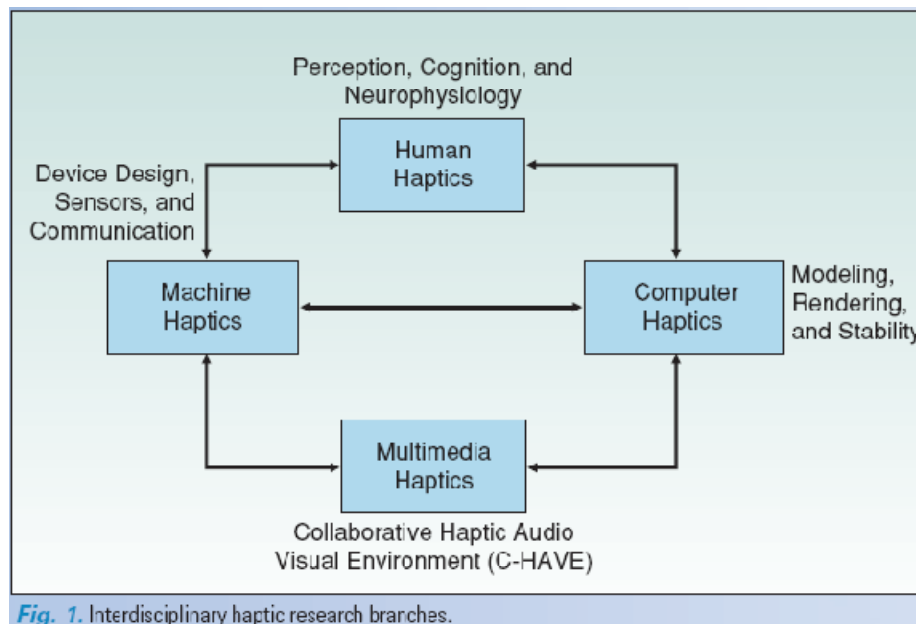 Perception, Cognition, and
Neurophysiology
Human
Haptics
Device Design,
Sensors, and
Communication
Machine
Haptics
Computer
Haptics
Modeling,
Rendering,
and Stability
Multimedia
Haptics
Collaborative Haptic Audio
Visual Environment (C-HAVE)
Fig. 1. Interdisciplinary haptic research branches.